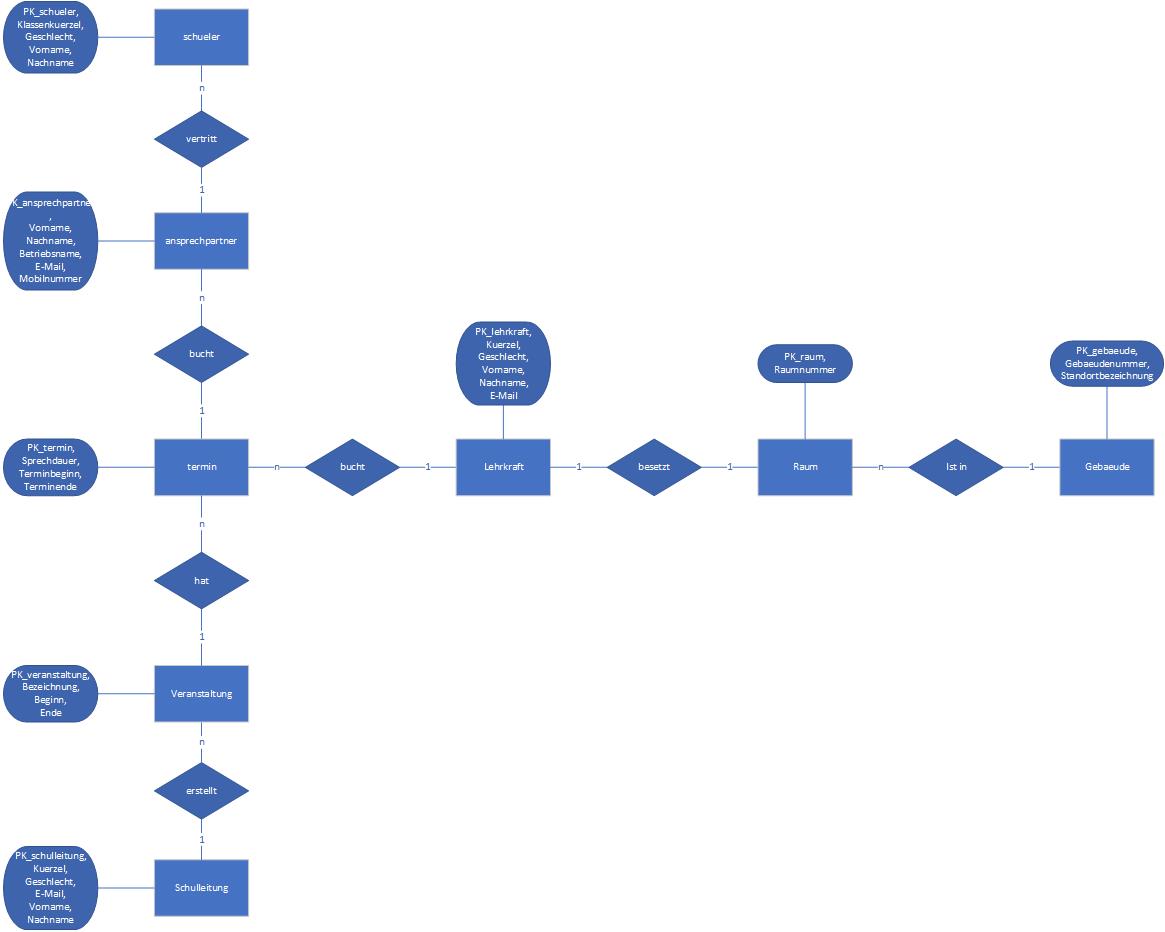 PK_schueler,
Klassenkuerzel,
Geschlecht,
Vorname,
Nachname
schueler
n
vertritt
1
K_ansprechpartne
,
Vorname,
Nachname,
Betriebsname,
E-Mail,
Mobilnummer
ansprechpartner
n
bucht
1
PK_lehrkraft,
Kuerzel,
Geschlecht,
Vorname,
Nachname,
E-Mail
PK_raum,
Raumnummer
PK_gebaeude,
Gebaeudenummer,
Standortbezeichnung
PK_termin,
Sprechdauer,
Terminbeginn,
Terminende
termin
n
bucht
1
Lehrkraft
1
besetzt
1
Raum
n
Ist in
1
Gebaeude
n
hat
1
PK_veranstaltung,
Bezeichnung,
Beginn,
Ende
Veranstaltung
n
erstellt
1
PK_schulleitung,
Kuerzel,
Geschlecht,
E-Mail,
Vorname,
Nachname
Schulleitung